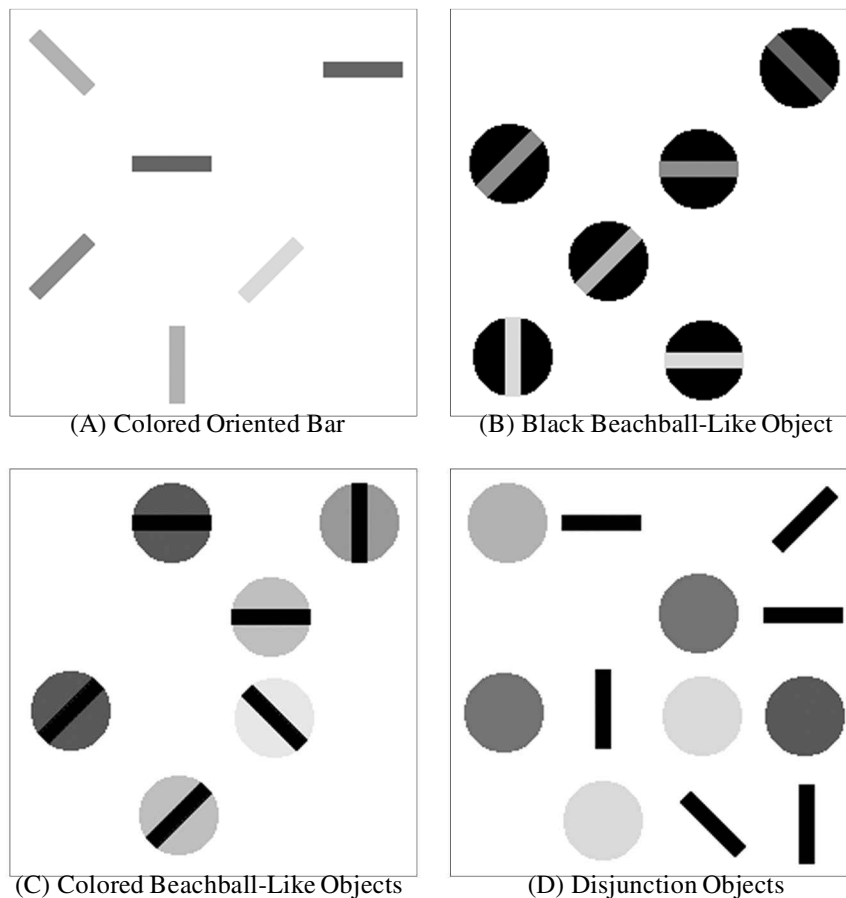 (A) Colored Oriented Bar
(B) Black Beachball-Like Object
(C) Colored Beachball-Like Objects
(D) Disjunction Objects